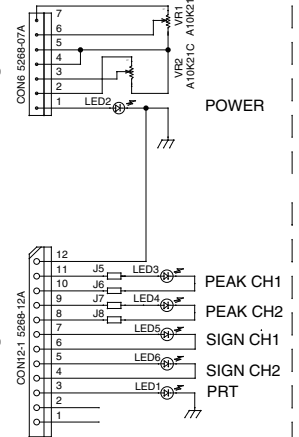 CON6 5268-07A
7
6
5
4
3
2
1
VR1
A10K21C
VR2
A10K21C
LED2
POWER
CON12-1 5268-12A
12
11 J5 LED3
10 J6
PEAK CH1
9 J7 LED4
8 J8
PEAK CH2
7 LED5
6
SIGN CH1
5 LED6
4
SIGN CH2
3 LED1 PRT
2
1